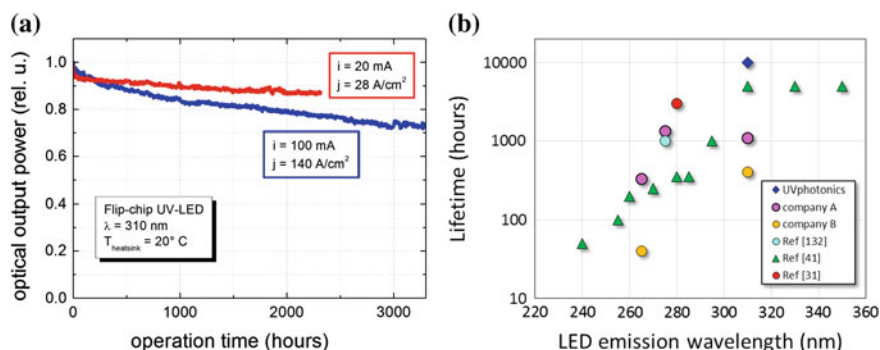 (a)
optical output power (rel. u.)
1.0
0.8
0.6
0.4
0.2
0.0
i = 20 mA
j = 28 A/cm²
i = 100 mA
j = 140 A/cm²
Flip-chip UV-LED
λ = 310 nm
T heatsink = 20° C
0 1000 2000 3000
operation time (hours)
(b)
Lifetime (hours)
10000
1000
100
10
UVphotonics
company A
company B
Ref [132]
Ref [41]
Ref [31]
220 240 260 280 300 320 340 360
LED emission wavelength (nm)